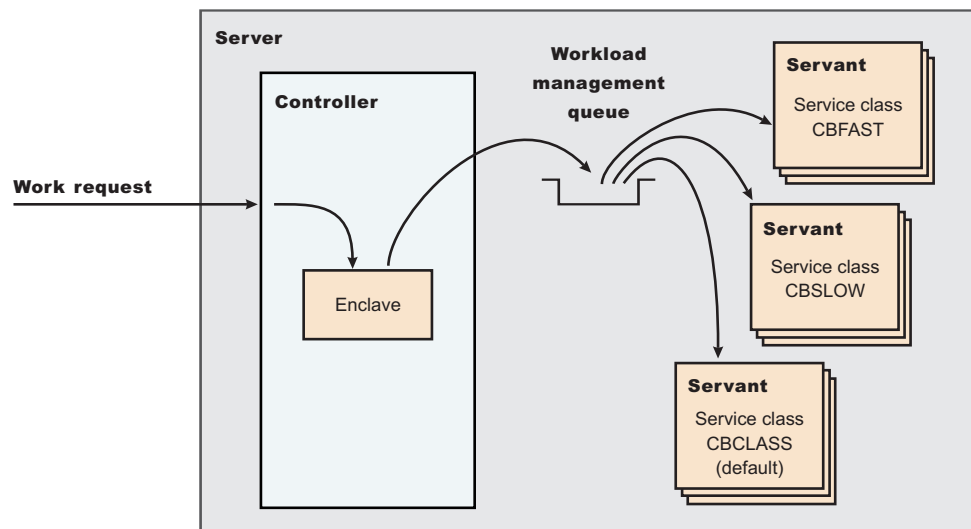 Server
Controller
Work request
Enclave
Workload
management
queue
Servant
Service class
CBFAST
Servant
Service class
CBSLOW
Servant
Service class
CBCLASS
(default)